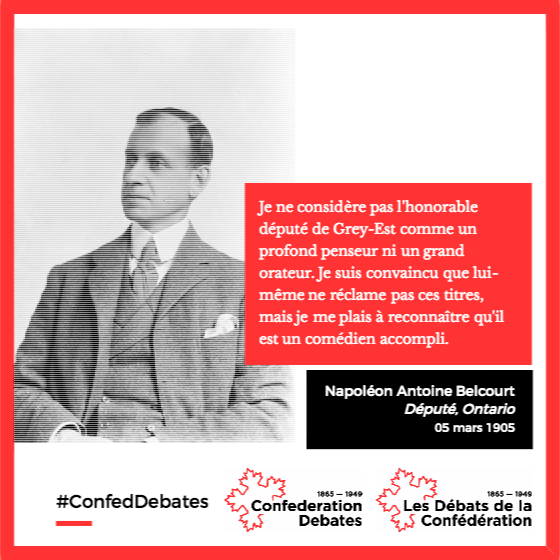 Je ne considère pas l'honorable
député de Grey-Est comme un
profond penseur ni un grand
orateur. Je suis convaincu que lui-
même ne réclame pas ces titres,
mais je me plais à reconnaître qu'il
est un comédien accompli.
Napoléon Antoine Belcourt
Député, Ontario
05 mars 1905
#ConfedDebates
1865 — 1949
Confederation
Debates
1865 — 1949
Les Débats de la
Confédération